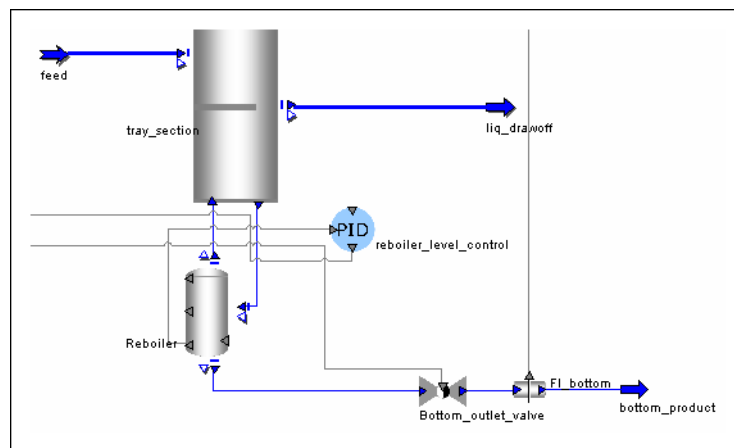 feed
tray_section
liq_drawoff
PID
reboiler_level_control
Reboiler
FI_bottom
Bottom_outlet_valve
bottom_product